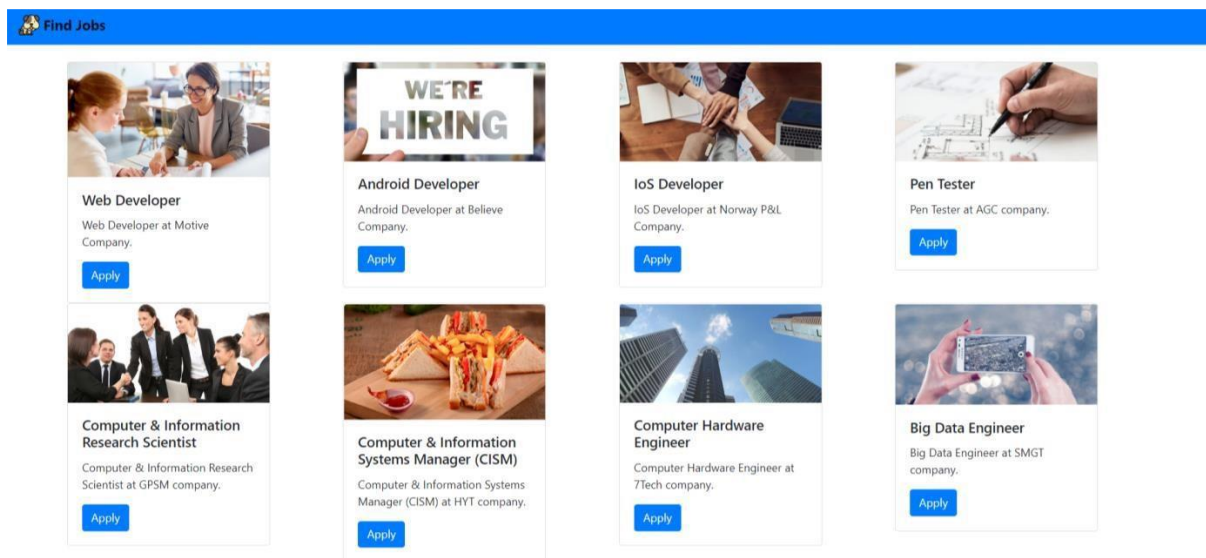 Find Jobs
WE'RE
HIRING
Web Developer
Web Developer at Motive
Company.
Apply
Android Developer
Android Developer at Believe
Company.
Apply
IoS Developer
IoS Developer at Norway P&L
Company.
Apply
Pen Tester
Pen Tester at AGC company.
Apply
Computer & Information
Research Scientist
Computer & Information Research
Scientist at GPSM company.
Apply
Computer & Information
Systems Manager (CISM)
Computer & Information Systems
Manager (CISM) at HYT company.
Apply
Computer Hardware
Engineer
Computer Hardware Engineer at
7Tech company.
Apply
Big Data Engineer
Big Data Engineer at SMGT
company.
Apply